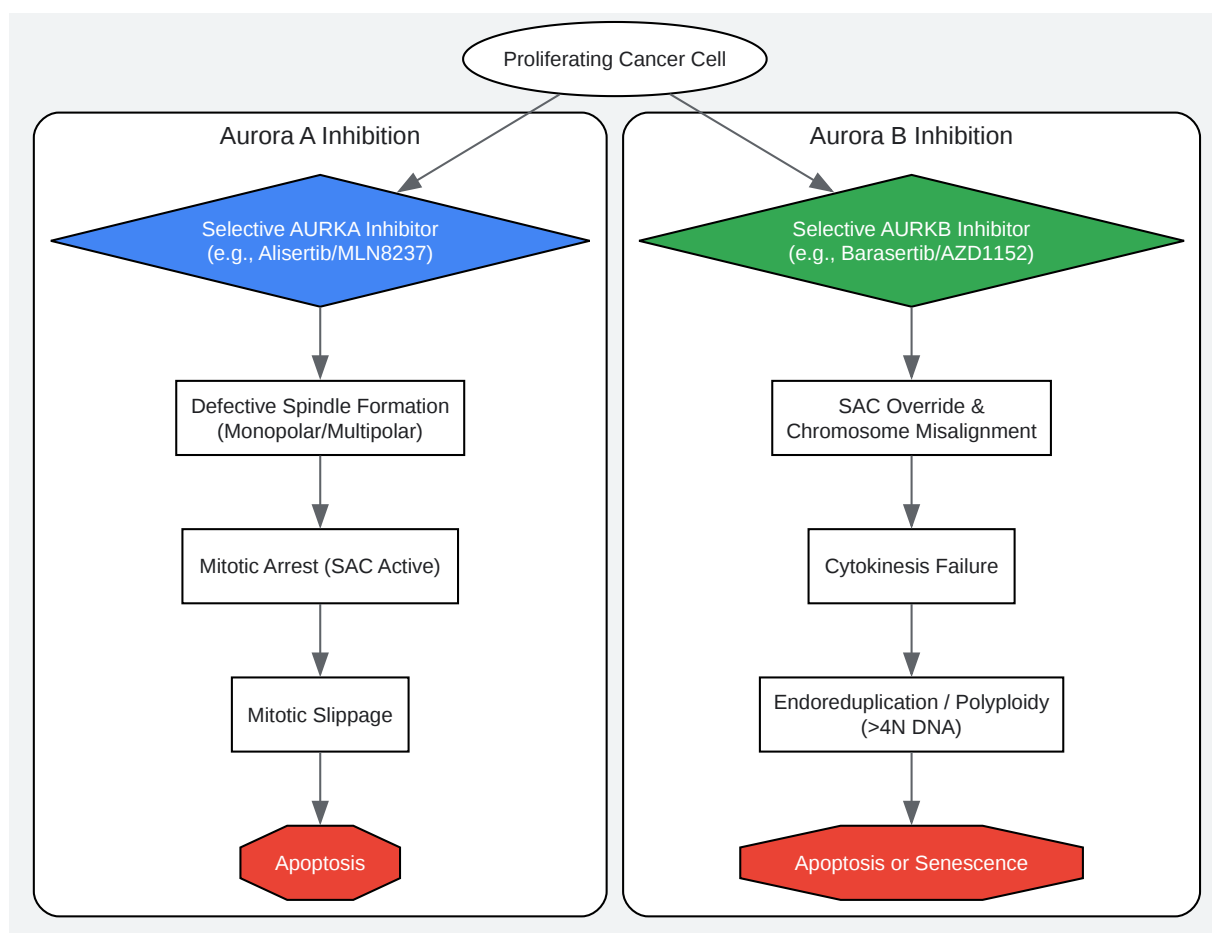 Proliferating Cancer Cell
Aurora A Inhibition
Selective AURKA Inhibitor
(e.g., Alisertib/MLN8237)
Defective Spindle Formation
(Monopolar/Multipolar)
Mitotic Arrest (SAC Active)
Mitotic Slippage
Apoptosis
Aurora B Inhibition
Selective AURKB Inhibitor
(e.g., Barasertib/AZD1152)
SAC Override &
Chromosome Misalignment
Cytokinesis Failure
Endoreduplication / Polyploidy
(>4N DNA)
Apoptosis or Senescence